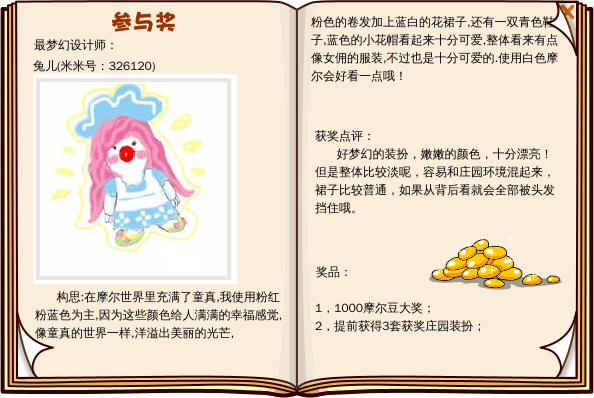 参与奖
最梦幻设计师：
兔儿(米米号：326120)
构思:在摩尔世界里充满了童真,我使用粉红
粉蓝色为主,因为这些颜色给人满满的幸福感觉,
像童真的世界一样,洋溢出美丽的光芒,
粉色的卷发加上蓝白的花裙子,还有一双青色鞋
子,蓝色的小花帽看起来十分可爱,整体看来有点
像女佣的服装,不过也是十分可爱的.使用白色摩
尔会好看一点哦！
获奖点评：
好梦幻的装扮，嫩嫩的颜色，十分漂亮！
但是整体比较淡呢，容易和庄园环境混起来，
裙子比较普通，如果从背后看就会全部被头发
挡住哦。
奖品：
1，1000摩尔豆大奖；
2，提前获得3套获奖庄园装扮；